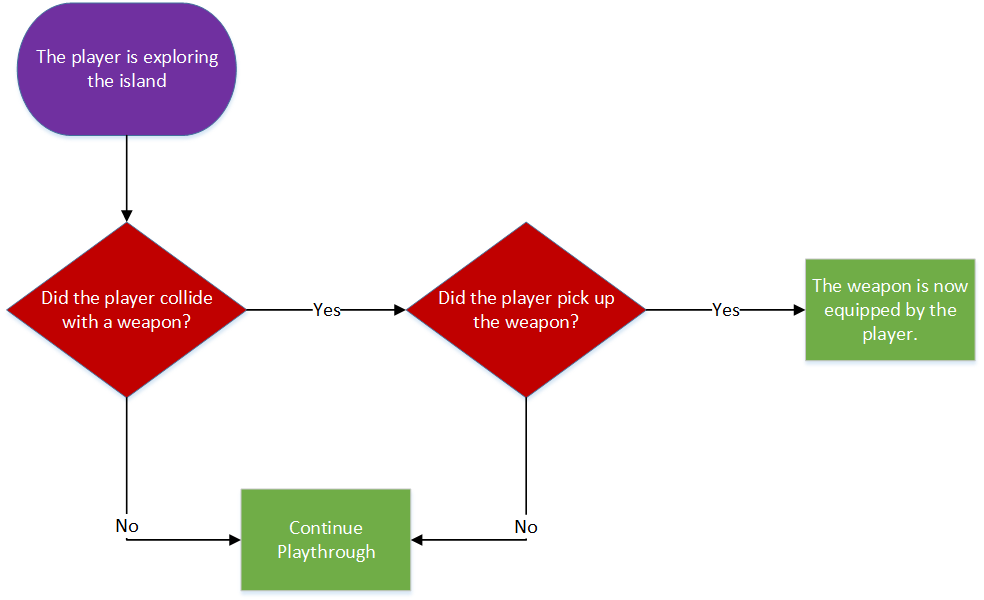 The player is exploring
the island
Did the player collide
with a weapon?
Yes
Did the player pick up
the weapon?
Yes
The weapon is now
equipped by the
player.
No
Continue
Playthrough
No